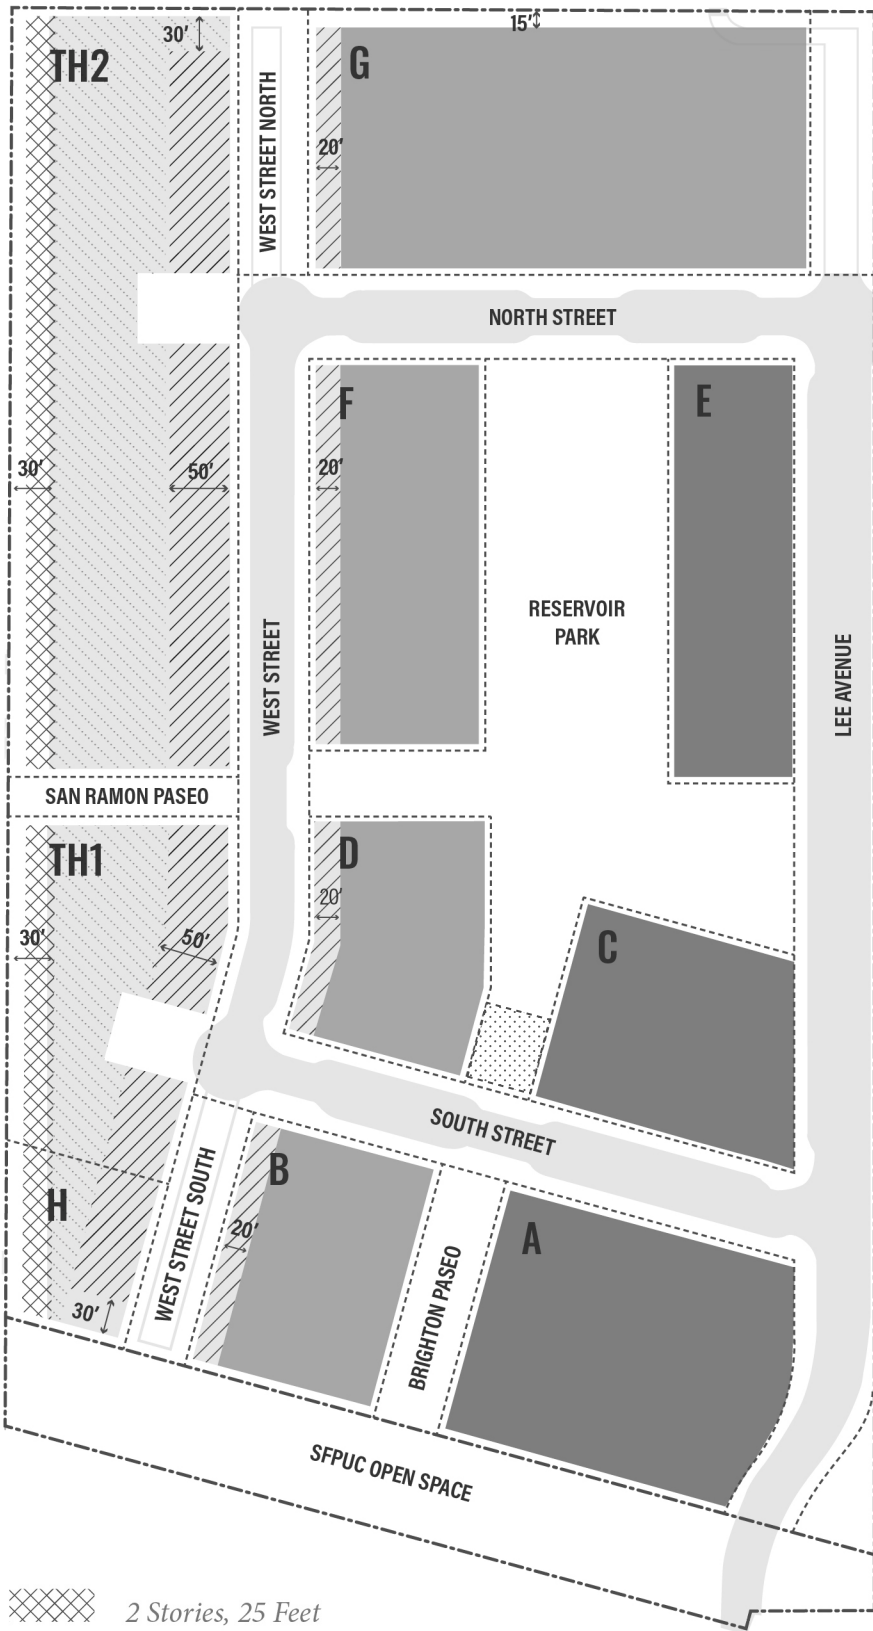 15'
30'
TH2
G
WEST STREET NORTH
20'
NORTH STREET
F
E
30'
50'
20'
RESERVOIR
PARK
WEST STREET
LEE AVENUE
SAN RAMON PASEO
TH1
D
20'
C
30'
50'
SOUTH STREET
B
H
WEST STREET SOUTH
20'
A
BRIGHTON PASEO
30'
SFPUC OPEN SPACE
2 Stories, 25 Feet